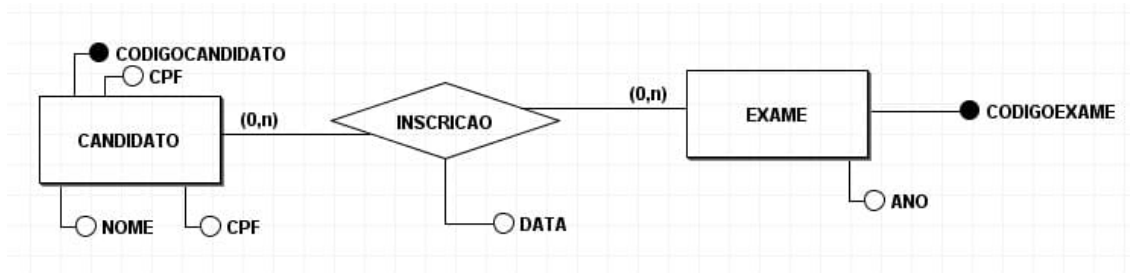 CODIGOCANDIDATO
CPF
(0,n)
(0,n)
CANDIDATO
INSCRICAO
EXAME
CODIGOEXAME
NOME
CPF
DATA
ANO